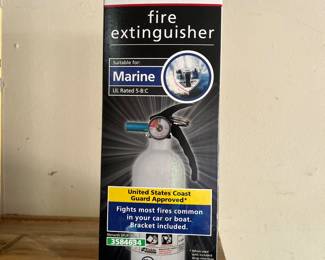 fire
extinguisher
Suitable for:
Marine
UL Rated 5-B:C
United States Coast
Guard Approved*
Fights most fires common
in your car or boat.
Bracket included.
3584634